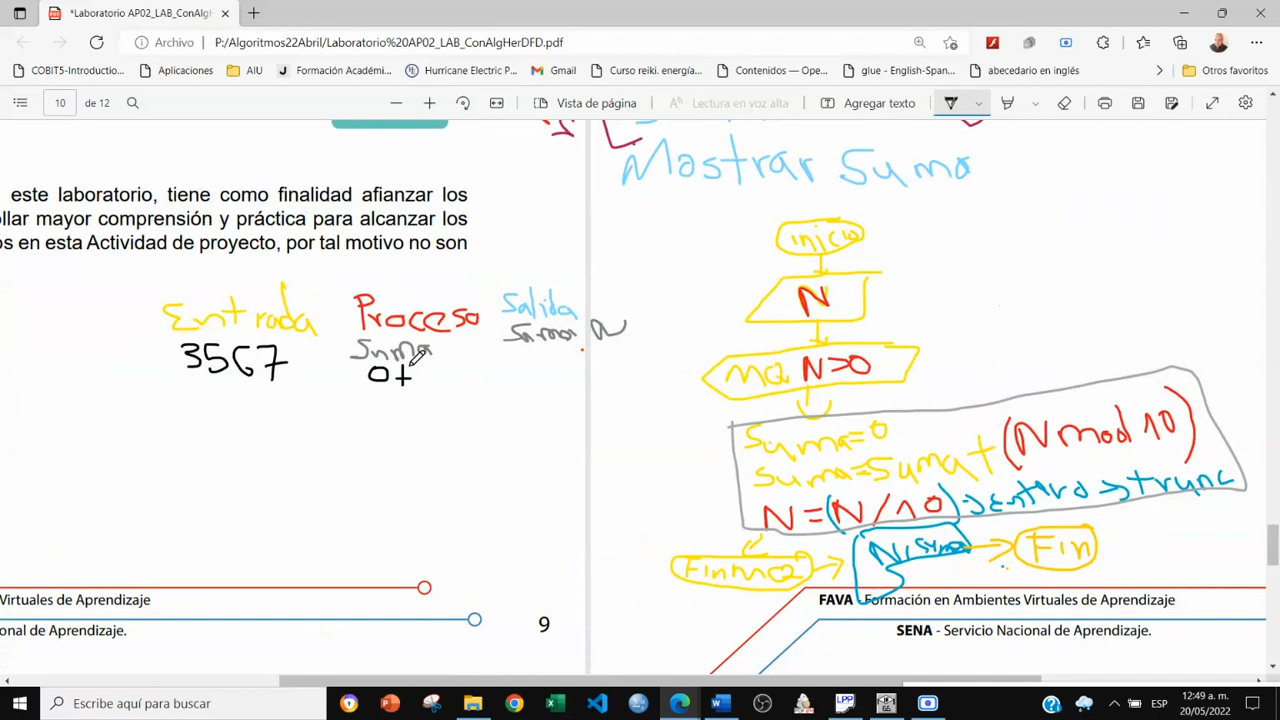 *Laboratorio AP02_LAB_ConAlgH
Archivo
P:/Algoritmos22Abril/Laboratorio%20AP02_LAB_ConAlgHerDFD.pdf
COBIT5-Introductio...
Aplicaciones
AIU
Formación Académi...
Hurricane Electric P...
Gmail
Curso reiki. energía...
Contenidos — Ope...
glue - English-Span...
abecedario en inglés
Otros favoritos
10
de 12
Vista de página
Lectura en voz alta
Agregar texto
Mostrar Suma
este laboratorio, tiene como finalidad afianzar los
ollar mayor comprensión y práctica para alcanzar los
os en esta Actividad de proyecto, por tal motivo no son
inicio
N
Entrada Proceso Salida
Suma N
3567 Suma
0+
mq N>0
Suma=0
Suma=Suma+(N mod 10)
N=(N/10)→entero→trunc
Finmq
N, suma
Fin
Virtuales de Aprendizaje
onal de Aprendizaje.
9
FAVA - Formación en Ambientes Virtuales de Aprendizaje
SENA - Servicio Nacional de Aprendizaje.
Escribe aquí para buscar
ESP
12:49 a. m.
20/05/2022